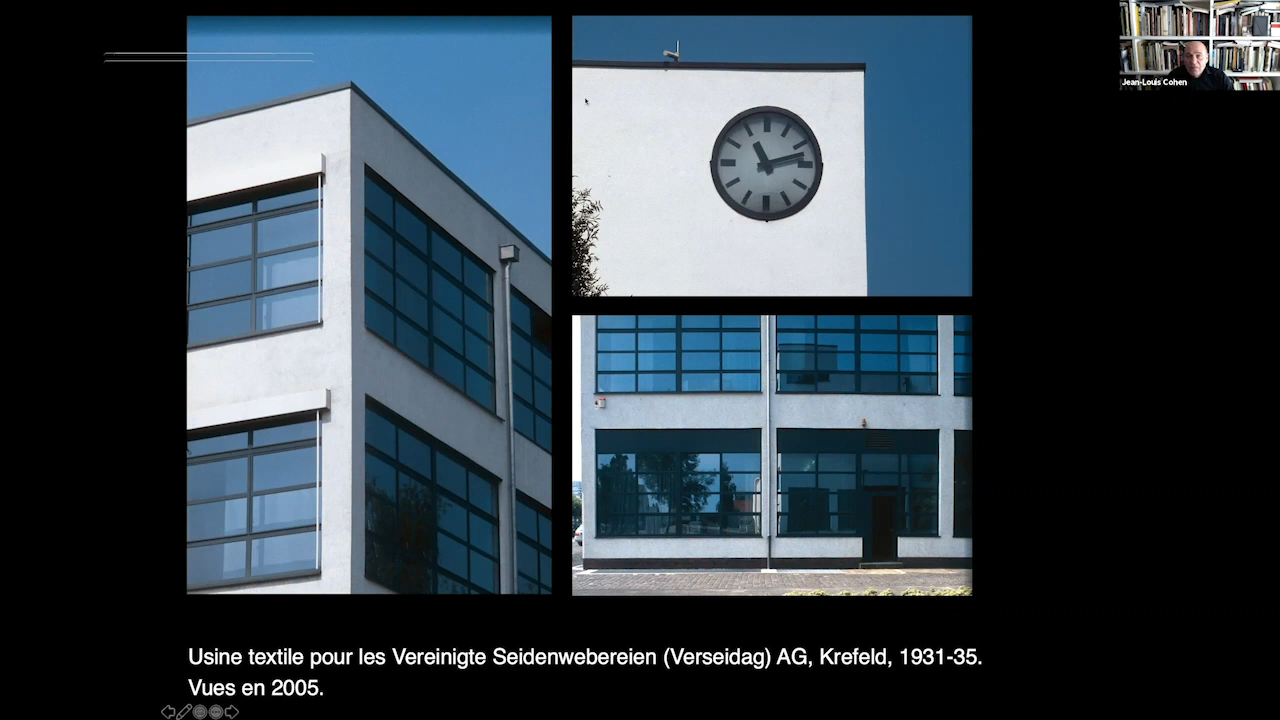 Jean-Louis Cohen
Usine textile pour les Vereinigte Seidenwebereien (Verseidag) AG, Krefeld, 1931-35.
Vues en 2005.